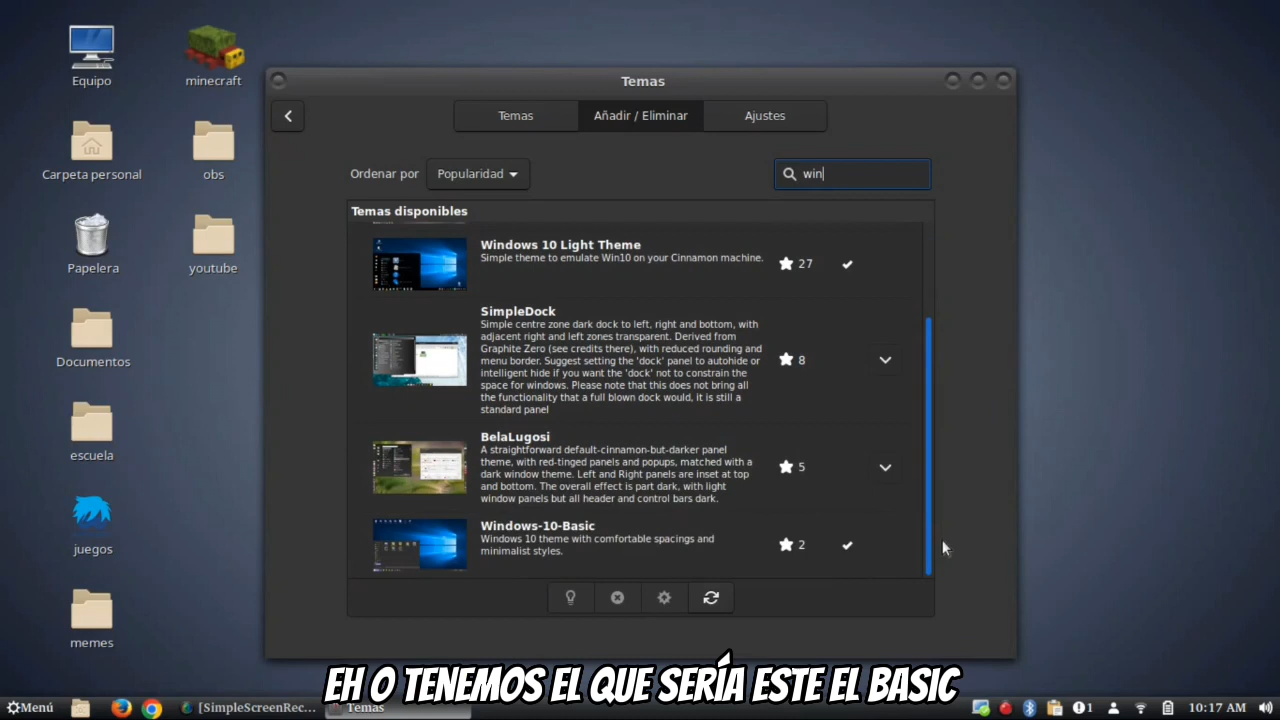 Equipo
minecraft
Carpeta personal
obs
Papelera
youtube
Documentos
escuela
juegos
memes
Temas
Temas
Añadir / Eliminar
Ajustes
Ordenar por
Popularidad
win
Temas disponibles
Windows 10 Light Theme
Simple theme to emulate Win10 on your Cinnamon machine.
27
SimpleDock
Simple centre zone dark dock to left, right and bottom, with
adjacent right and left zones transparent. Derived from
Graphite Zero (see credits there), with reduced rounding and
menu border. Suggest setting the 'dock' panel to autohide or
intelligent hide if you want the 'dock' not to constrain the
space for windows. Please note that this does not bring all
the functionality that a full blown dock would, it is still a
standard panel
8
BelaLugosi
A straightforward default-cinnamon-but-darker panel
theme, with red-tinged panels and popups, matched with a
dark window theme. Left and Right panels are inset at top
and bottom. The overall effect is part dark, with light
window panels but all header and control bars dark.
5
Windows-10-Basic
Windows 10 theme with comfortable spacings and
minimalist styles.
2
EH O TENEMOS EL QUE SERÍA ESTE EL BASIC
Menú
[SimpleScreenRec...
Temas
1
10:17 AM